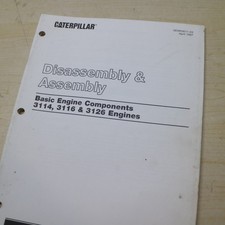 CATERPILLAR
Disassembly &
Assembly
Basic Engine Components
3114, 3116 & 3126 Engines